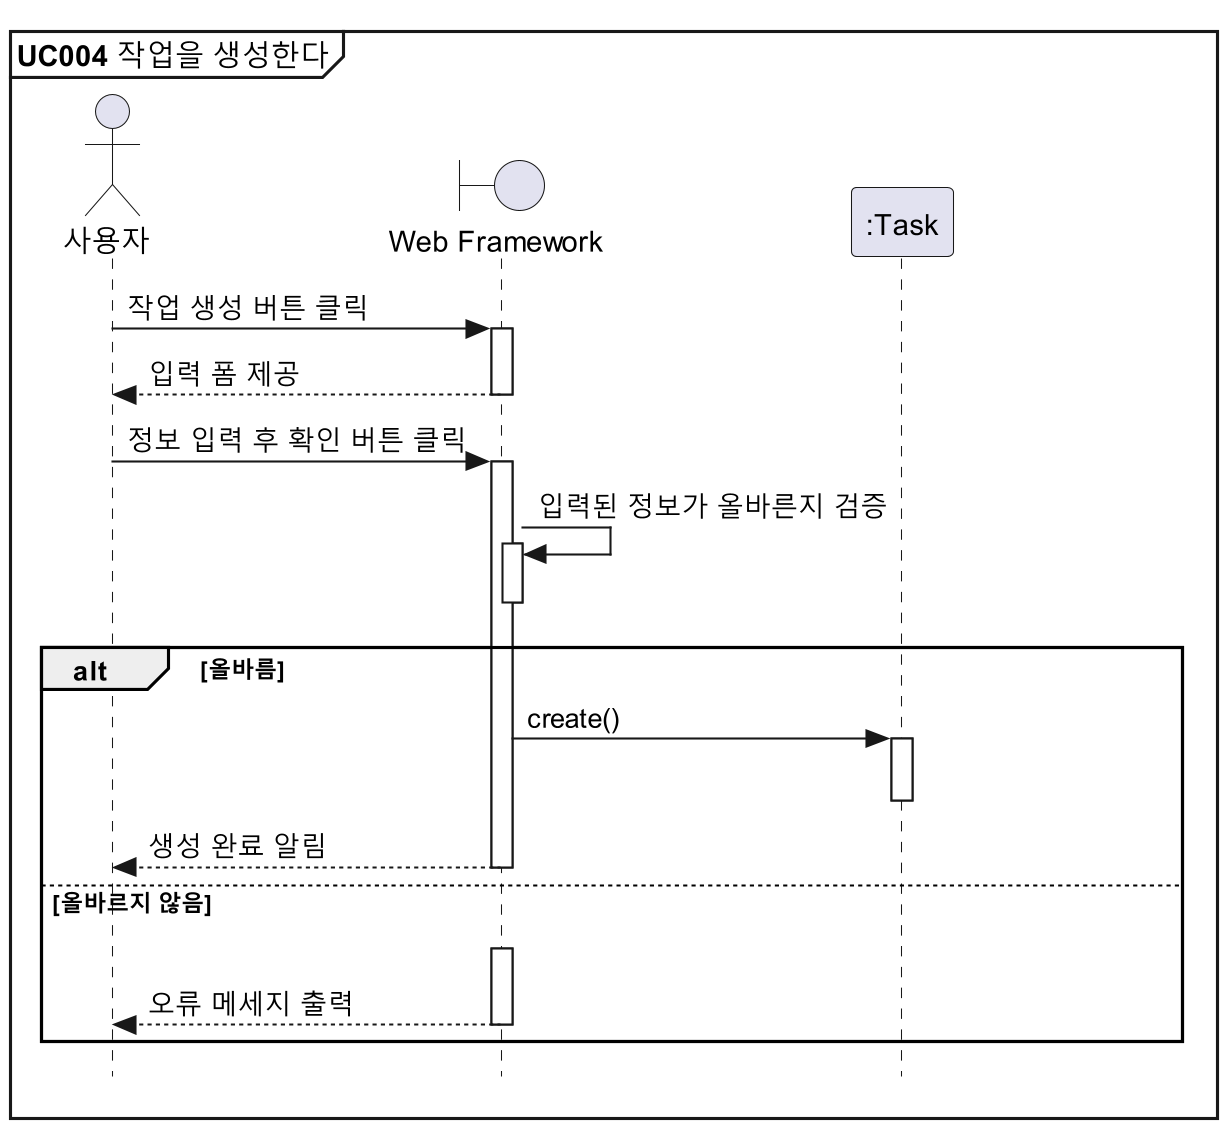 UC004 작업을 생성한다
사용자
Web Framework
:Task
작업 생성 버튼 클릭
입력 폼 제공
정보 입력 후 확인 버튼 클릭
입력된 정보가 올바른지 검증
alt [올바름]
create()
생성 완료 알림
[올바르지 않음]
오류 메세지 출력